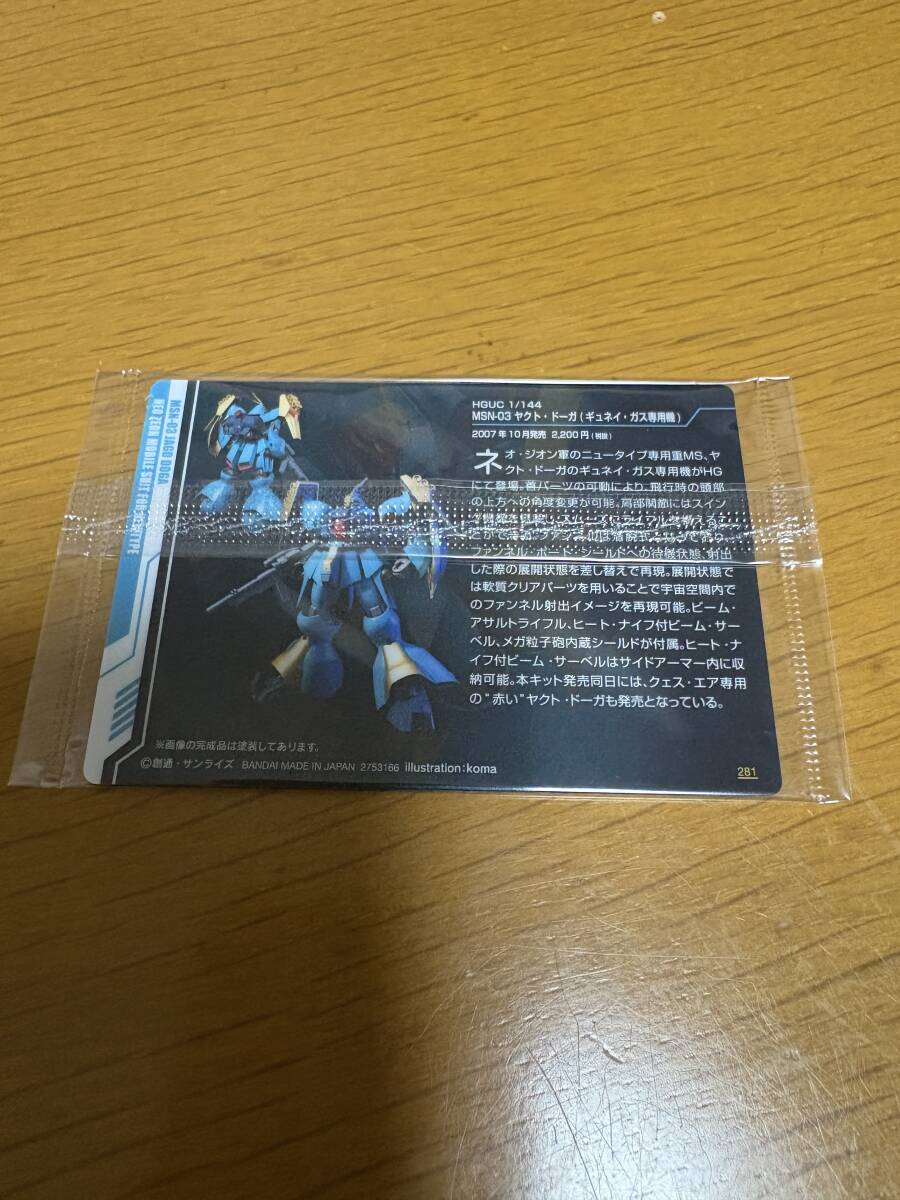 MSN-03 JAGD DOGA
NEO ZEON MOBILE SUIT FOR NEWTYPE
HGUC 1/144
MSN-03 ヤクト・ドーガ(ギュネイ・ガス専用機)
2007年10月発売 2,200円(税抜)
ネオ・ジオン軍のニュータイプ専用重MS、ヤ
クト・ドーガのギュネイ・ガス専用機がHG
にて登場。首パーツの可動により、飛行時の頭部
の上方への角度変更が可能。肩部関節にはスイン
グ機構を
ファンネル・ボード・シールドへの待機状態、射出
した際の展開状態を差し替えで再現。展開状態で
は軟質クリアパーツを用いることで宇宙空間内で
のファンネル射出イメージを再現可能。ビーム・
アサルトライフル、ヒート・ナイフ付ビーム・サー
ベル、メガ粒子砲内蔵シールドが付属。ヒート・ナ
イフ付ビーム・サーベルはサイドアーマー内に収
納可能。本キット発売同日には、クェス・エア専用
の"赤い"ヤクト・ドーガも発売となっている。
※画像の完成品は塗装してあります。
©創通・サンライズ BANDAI MADE IN JAPAN 2753166 illustration:koma
281